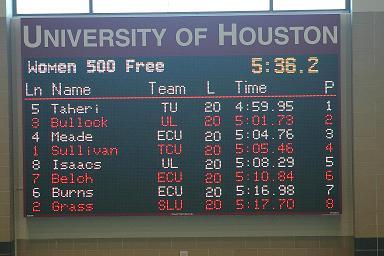 UNIVERSITY OF HOUSTON
Women 500 Free 5:36.2
Ln Name Team L Time P
5 Taheri TU 20 4:59.95 1
3 Bullock UL 20 5:01.73 2
4 Meade ECU 20 5:04.76 3
1 Sullivan TCU 20 5:05.46 4
8 Isaacs UL 20 5:08.29 5
7 Belch ECU 20 5:10.84 6
6 Burns ECU 20 5:16.98 7
2 Grass SLU 20 5:17.70 8